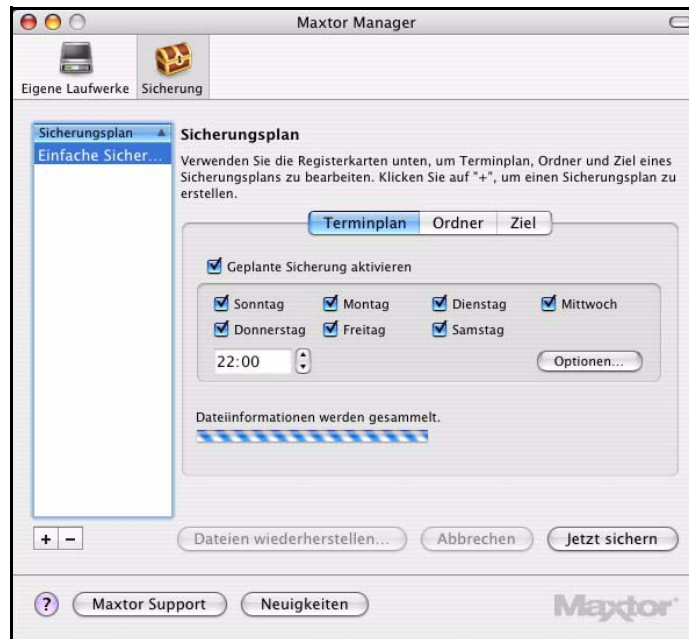 Maxtor Manager
Eigene Laufwerke
Sicherung
Sicherungsplan
Einfache Sicher...
Sicherungsplan
Verwenden Sie die Registerkarten unten, um Terminplan, Ordner und Ziel eines
Sicherungsplans zu bearbeiten. Klicken Sie auf "+", um einen Sicherungsplan zu
erstellen.
Terminplan Ordner Ziel
Geplante Sicherung aktivieren
Sonntag Montag Dienstag Mittwoch
Donnerstag Freitag Samstag
22:00 Optionen...
Dateiinformationen werden gesammelt.
+ −
Dateien wiederherstellen... Abbrechen Jetzt sichern
? Maxtor Support Neuigkeiten Maxtor